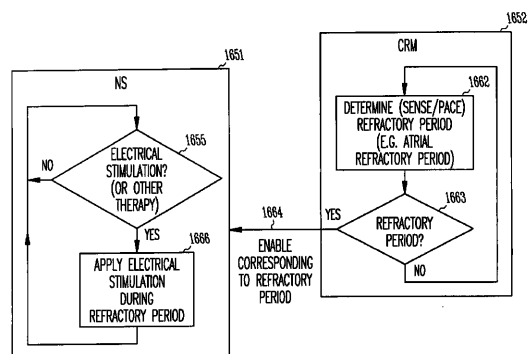 1651
NS
1655
ELECTRICAL
STIMULATION?
(OR OTHER
THERAPY)
NO
YES
1666
APPLY ELECTRICAL
STIMULATION
DURING
REFRACTORY PERIOD
1664
ENABLE
CORRESPONDING
TO REFRACTORY
PERIOD
1652
CRM
1662
DETERMINE (SENSE/PACE)
REFRACTORY PERIOD
(E.G. ATRIAL
REFRACTORY PERIOD)
1663
YES
REFRACTORY
PERIOD?
NO